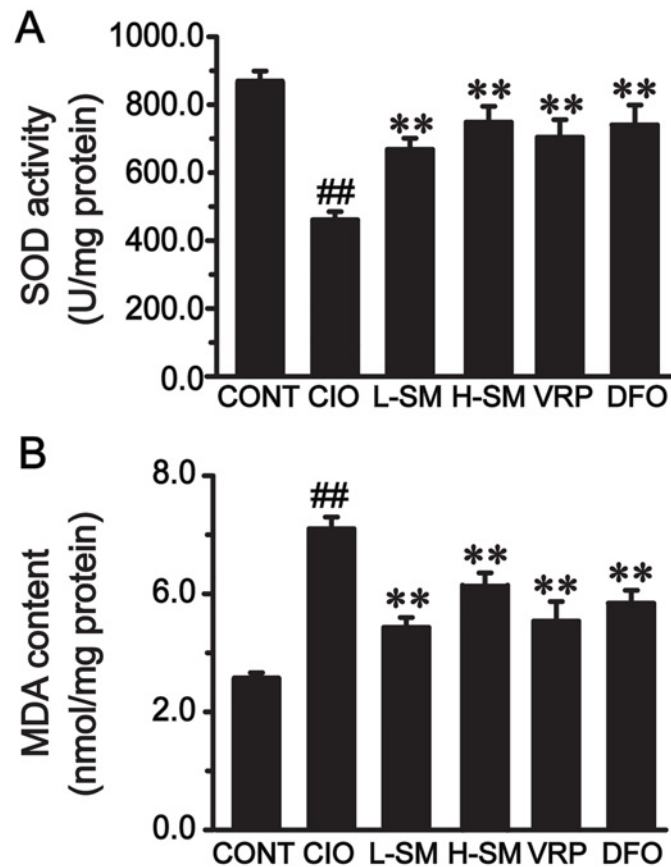 A
SOD activity
(U/mg protein)
1000.0
800.0
600.0
400.0
200.0
0.0
##
**
**
**
**
CONT CIO L-SM H-SM VRP DFO
B
MDA content
(nmol/mg protein)
8.0
6.0
2.0
0.0
##
**
**
**
**
CONT CIO L-SM H-SM VRP DFO